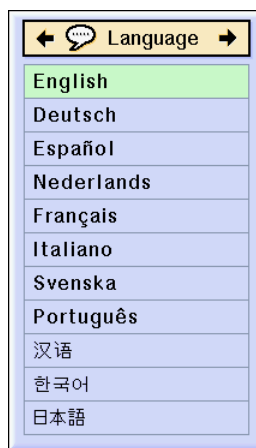 Language
English
Deutsch
Español
Nederlands
Français
Italiano
Svenska
Português
汉语
한국어
日本語